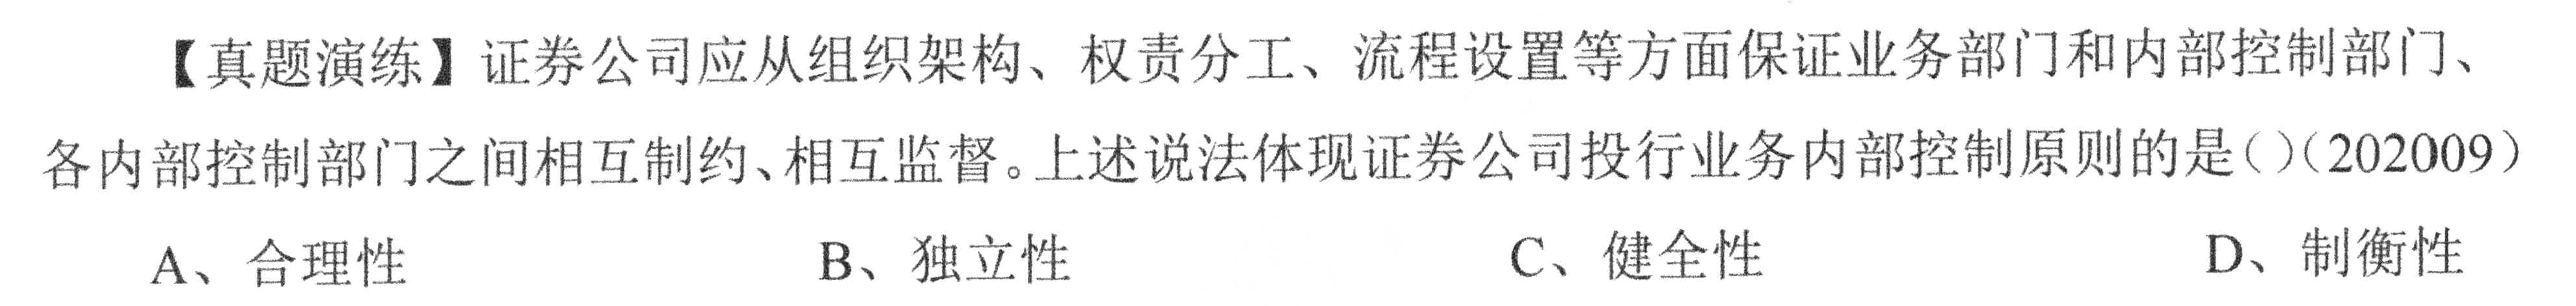 【真题演练】证券公司应从组织架构、权责分工、流程设置等方面保证业务部门和内部控制部门、
各内部控制部门之间相互制约、相互监督。上述说法体现证券公司投行业务内部控制原则的是()(202009)
A、合理性 B、独立性 C、健全性 D、制衡性